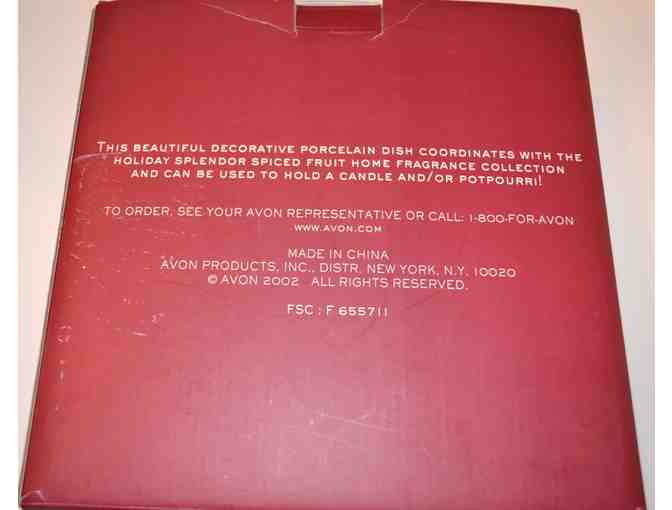 THIS BEAUTIFUL DECORATIVE PORCELAIN DISH COORDINATES WITH THE
HOLIDAY SPLENDOR SPICED FRUIT HOME FRAGRANCE COLLECTION
AND CAN BE USED TO HOLD A CANDLE AND/OR POTPOURRI!
TO ORDER, SEE YOUR AVON REPRESENTATIVE OR CALL: 1-800-FOR-AVON
WWW.AVON.COM
MADE IN CHINA
AVON PRODUCTS, INC., DISTR. NEW YORK, N.Y. 10020
© AVON 2002 ALL RIGHTS RESERVED.
FSC : F 655711